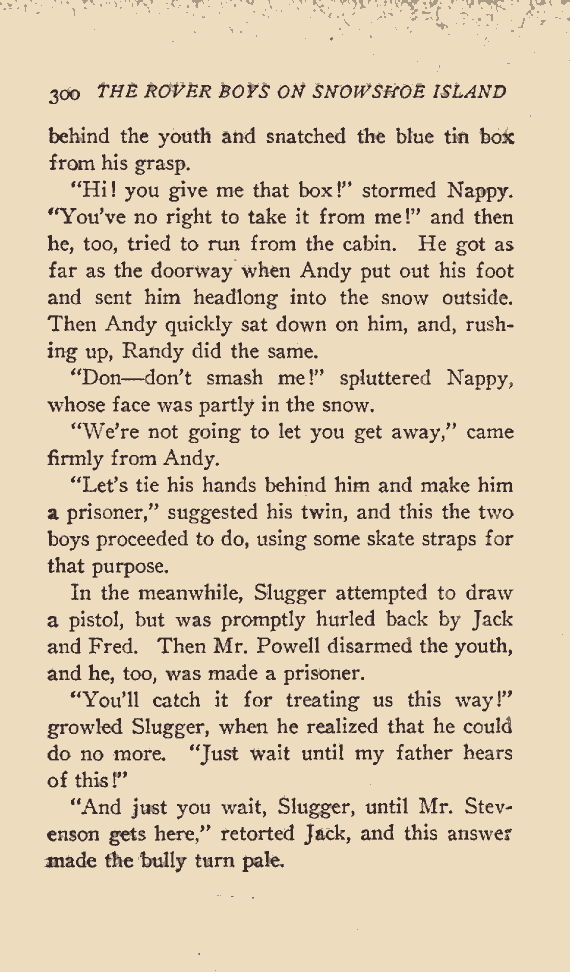 300 THE ROVER BOYS ON SNOWSHOE ISLAND
behind the youth and snatched the blue tin box
from his grasp.
“Hi! you give me that box!” stormed Nappy.
“You’ve no right to take it from me!” and then
he, too, tried to run from the cabin. He got as
far as the doorway when Andy put out his foot
and sent him headlong into the snow outside.
Then Andy quickly sat down on him, and, rush-
ing up, Randy did the same.
“Don—don’t smash me!” spluttered Nappy,
whose face was partly in the snow.
“We’re not going to let you get away,” came
firmly from Andy.
“Let’s tie his hands behind him and make him
a prisoner,” suggested his twin, and this the two
boys proceeded to do, using some skate straps for
that purpose.
In the meanwhile, Slugger attempted to draw
a pistol, but was promptly hurled back by Jack
and Fred. Then Mr. Powell disarmed the youth,
and he, too, was made a prisoner.
“You’ll catch it for treating us this way!”
growled Slugger, when he realized that he could
do no more. “Just wait until my father hears
of this!”
“And just you wait, Slugger, until Mr. Stev-
enson gets here,” retorted Jack, and this answer
made the bully turn pale.